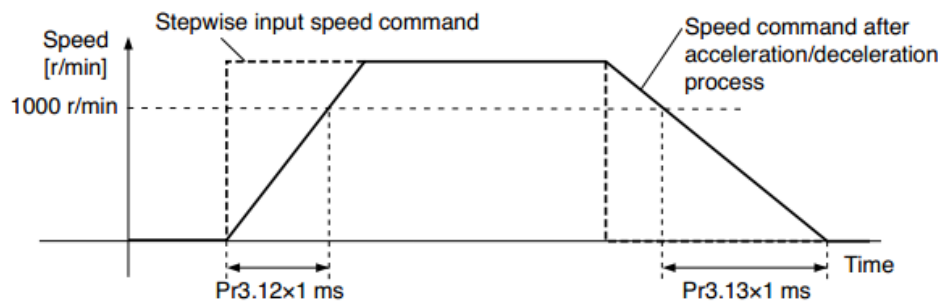 Stepwise input speed command
Speed
[r/min]
Speed command after
acceleration/deceleration
process
1000 r/min
Time
Pr3.12×1 ms
Pr3.13×1 ms